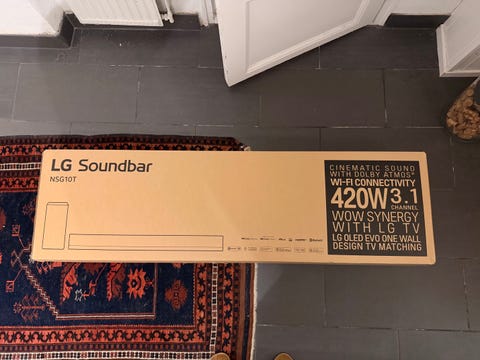 LG Soundbar
NSG10T
CINEMATIC SOUND
WITH DOLBY ATMOS®
WI-FI CONNECTIVITY
420W 3.1
CHANNEL
WOW SYNERGY
WITH LG TV
LG OLED EVO ONE WALL
DESIGN TV MATCHING